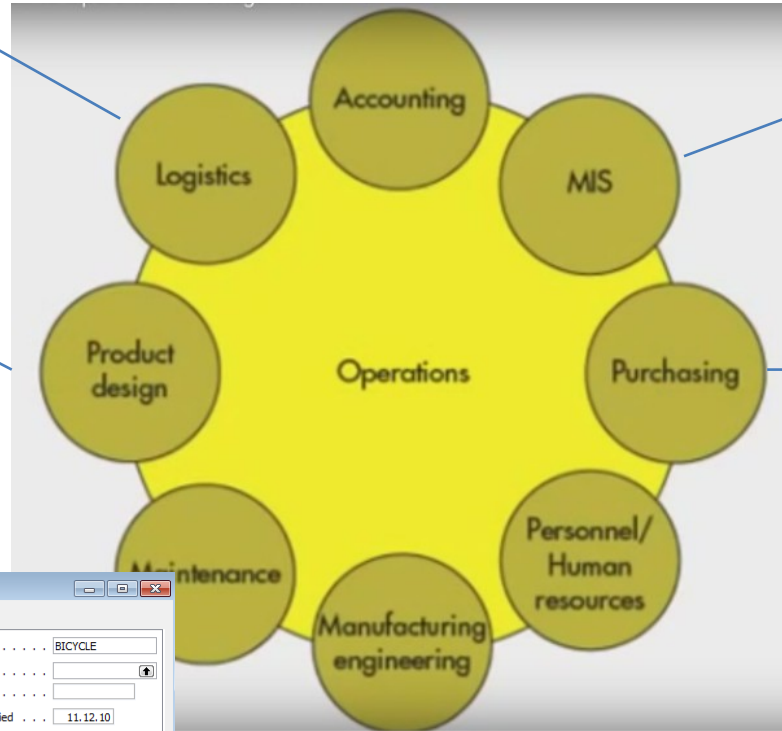 Accounting
Logistics
MIS
Product
design
Operations
Purchasing
Maintenance
Personnel/
Human
resources
Manufacturing
engineering
BICYCLE
11.12.10